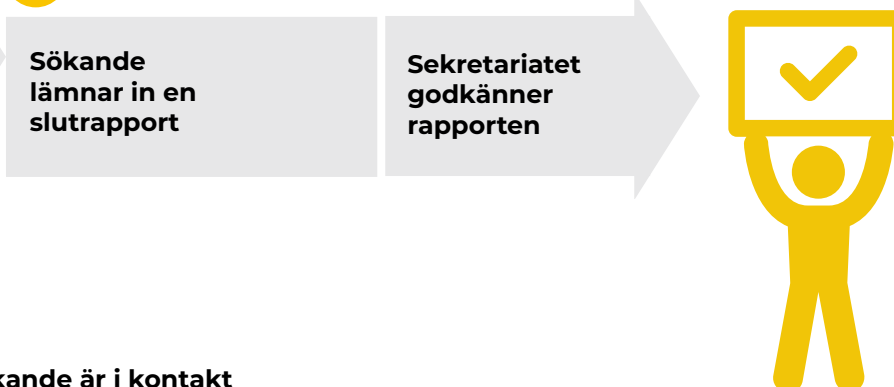 Sökande
lämnar in en
slutrapport
Sekretariatet
godkänner
rapporten
kande är i kontakt